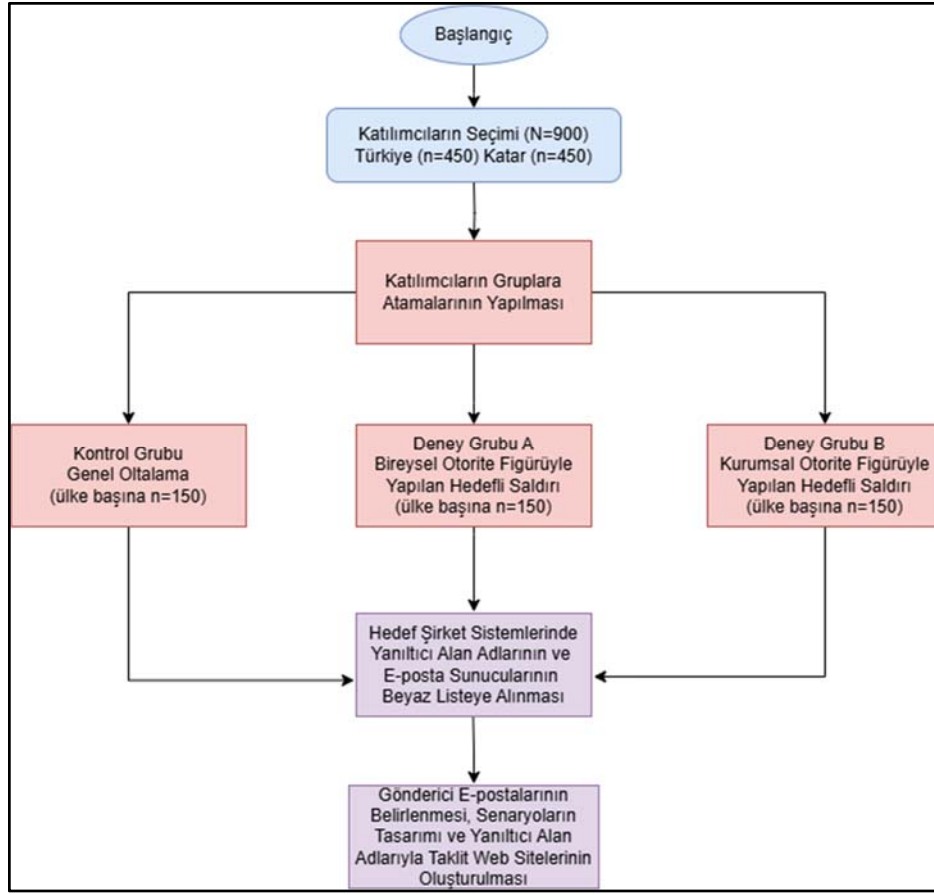 Başlangıç
Katılımcıların Seçimi (N=900)
Türkiye (n=450) Katar (n=450)
Katılımcıların Gruplara
Atamalarının Yapılması
Kontrol Grubu
Genel Oltalama
(ülke başına n=150)
Deney Grubu A
Bireysel Otorite Figürüyle
Yapılan Hedefli Saldırı
(ülke başına n=150)
Deney Grubu B
Kurumsal Otorite Figürüyle
Yapılan Hedefli Saldırı
(ülke başına n=150)
Hedef Şirket Sistemlerinde
Yanıltıcı Alan Adlarının ve
E-posta Sunucularının
Beyaz Listeye Alınması
Gönderici E-postalarının
Belirlenmesi, Senaryoların
Tasarımı ve Yanıltıcı Alan
Adlarıyla Taklit Web Sitelerinin
Oluşturulması